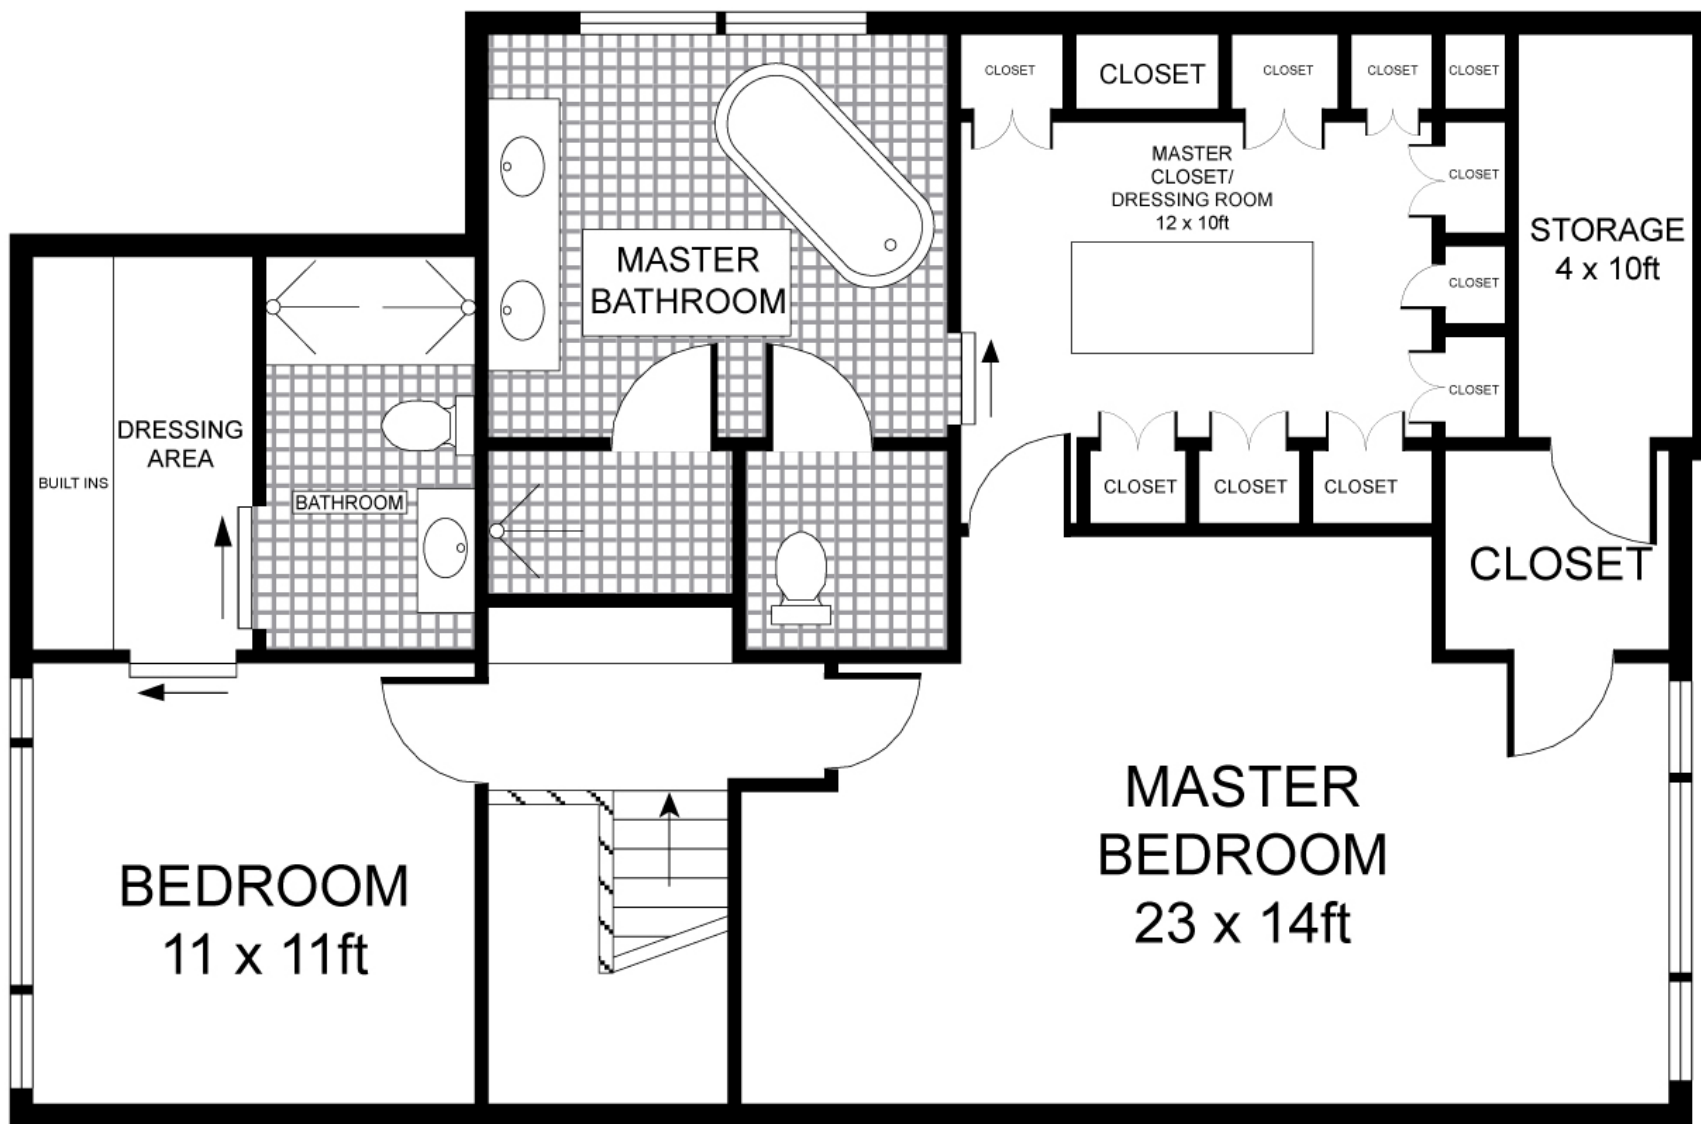 CLOSET
CLOSET
CLOSET
CLOSET
CLOSET
MASTER
CLOSET/
DRESSING ROOM
12 x 10ft
CLOSET
STORAGE
4 x 10ft
MASTER
BATHROOM
CLOSET
CLOSET
DRESSING
AREA
BUILT INS
BATHROOM
CLOSET
CLOSET
CLOSET
CLOSET
MASTER
BEDROOM
23 x 14ft
BEDROOM
11 x 11ft